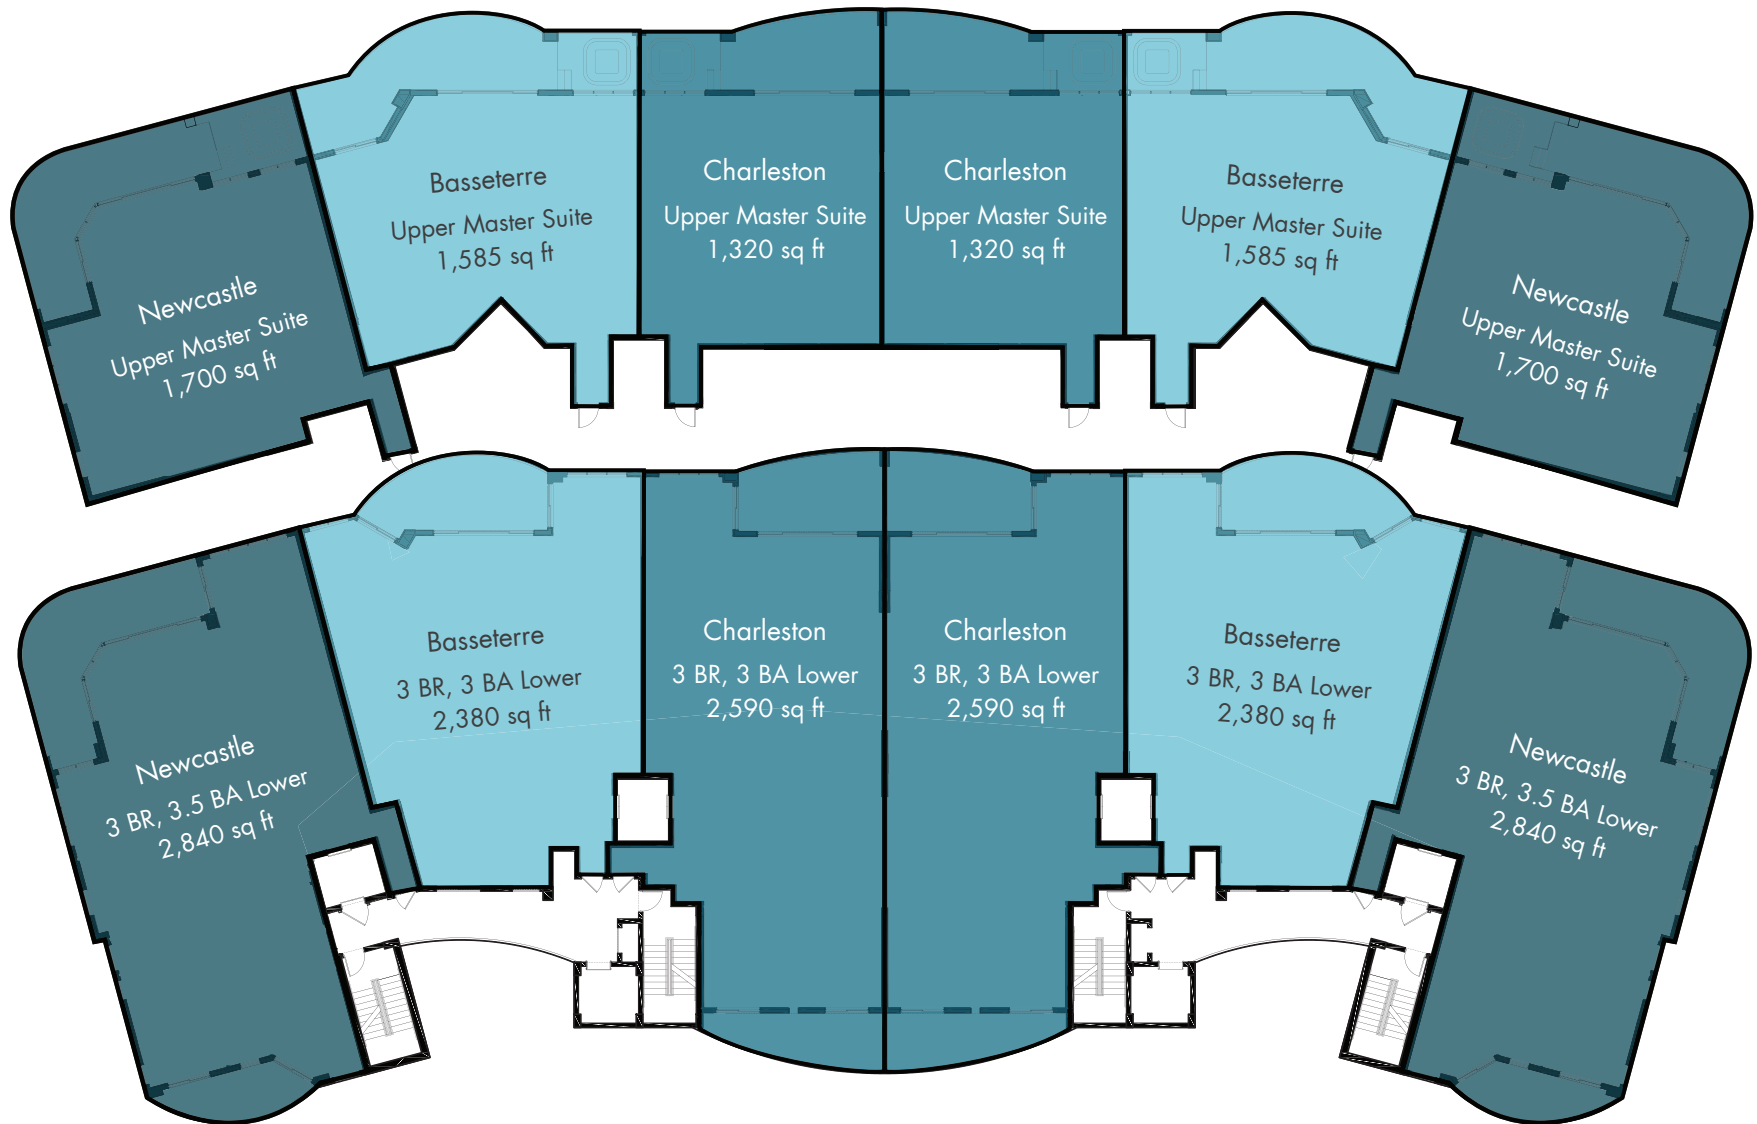 Newcastle
Upper Master Suite
1,700 sq ft
Basseterre
Upper Master Suite
1,585 sq ft
Charleston
Upper Master Suite
1,320 sq ft
Charleston
Upper Master Suite
1,320 sq ft
Basseterre
Upper Master Suite
1,585 sq ft
Newcastle
Upper Master Suite
1,700 sq ft
Newcastle
3 BR, 3.5 BA Lower
2,840 sq ft
Basseterre
3 BR, 3 BA Lower
2,380 sq ft
Charleston
3 BR, 3 BA Lower
2,590 sq ft
Charleston
3 BR, 3 BA Lower
2,590 sq ft
Basseterre
3 BR, 3 BA Lower
2,380 sq ft
Newcastle
3 BR, 3.5 BA Lower
2,840 sq ft